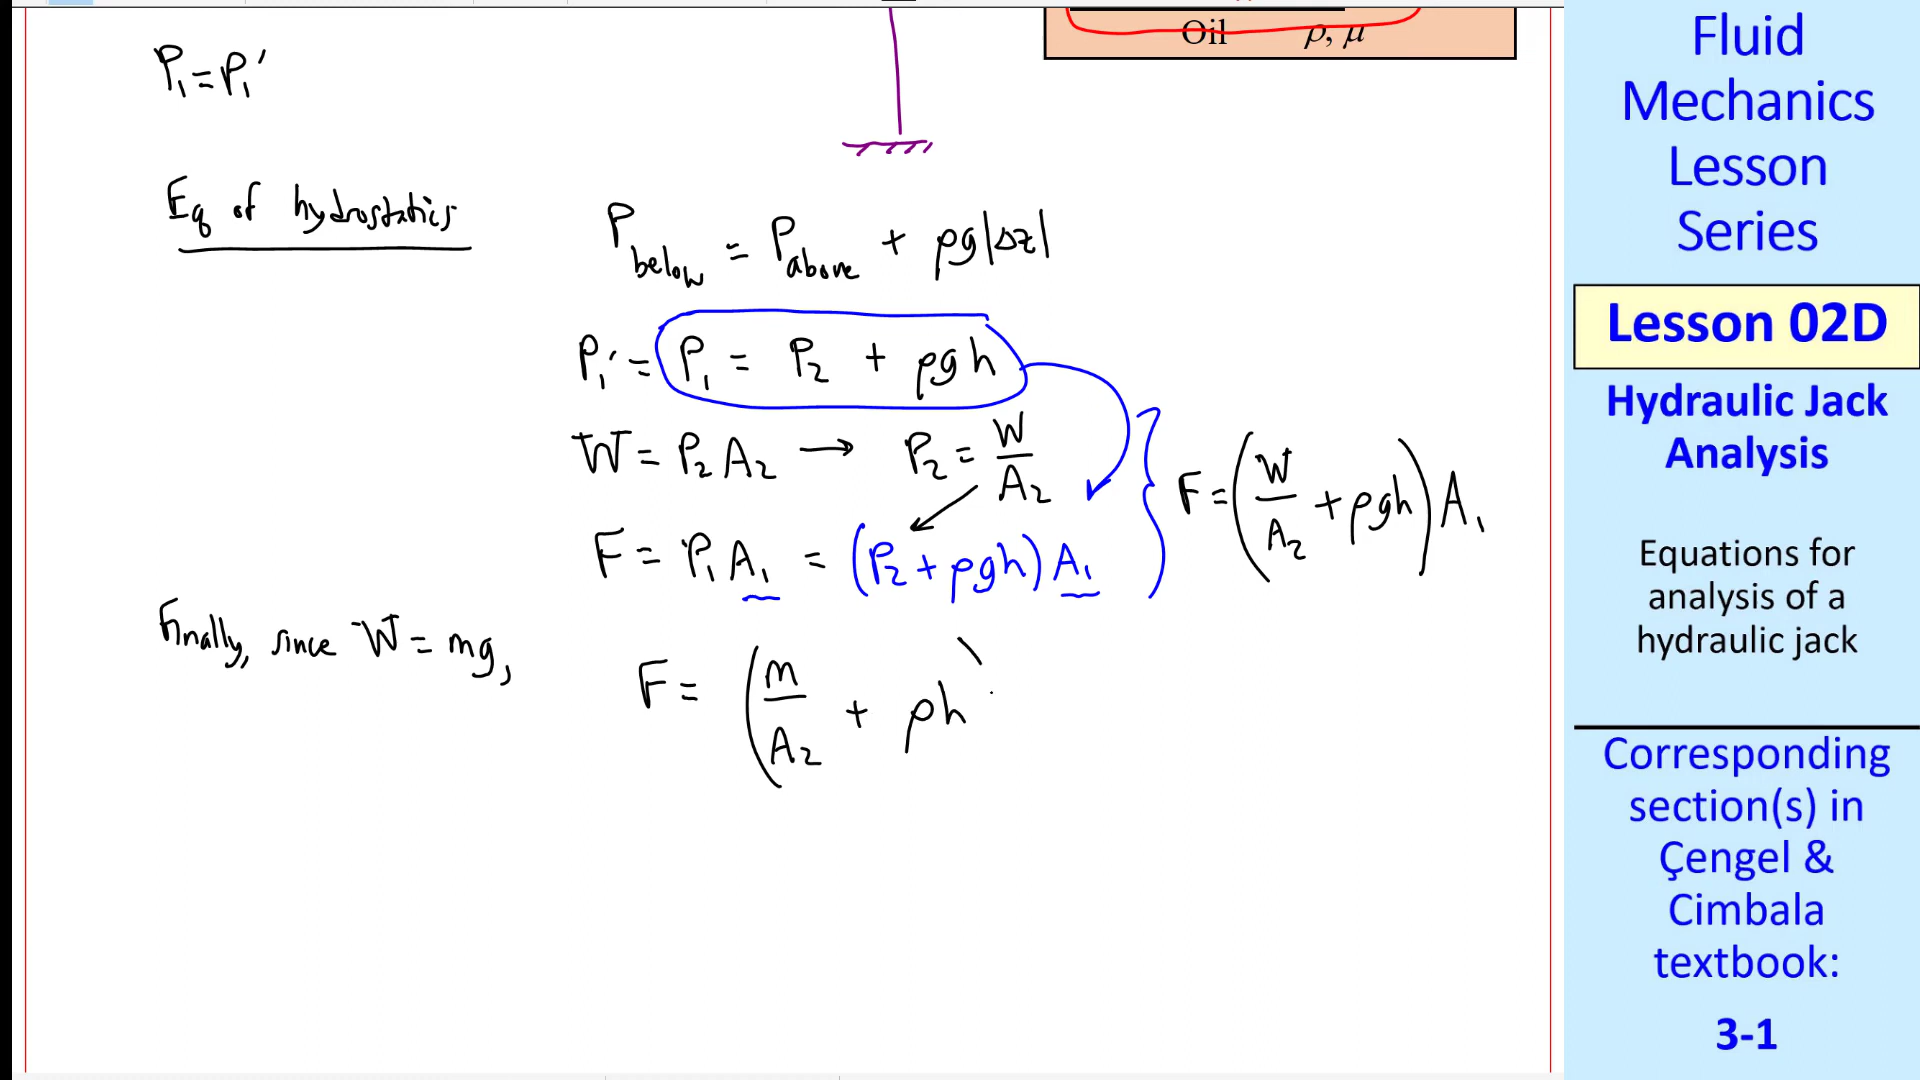 Oil ρ, μ
P₁ = P₁′
Eq of hydrostatics
P_below = P_above + ρg|Δz|
P₁′ = P₁ = P₂ + ρgh
W = P₂A₂ → P₂ = W/A₂
F = P₁A₁ = (P₂ + ρgh)A₁
F = (W/A₂ + ρgh)A₁
Finally, since W = mg,
F = (m/A₂ + ρh
Fluid
Mechanics
Lesson
Series
Lesson 02D
Hydraulic Jack
Analysis
Equations for
analysis of a
hydraulic jack
Corresponding
section(s) in
Çengel &
Cimbala
textbook:
3-1